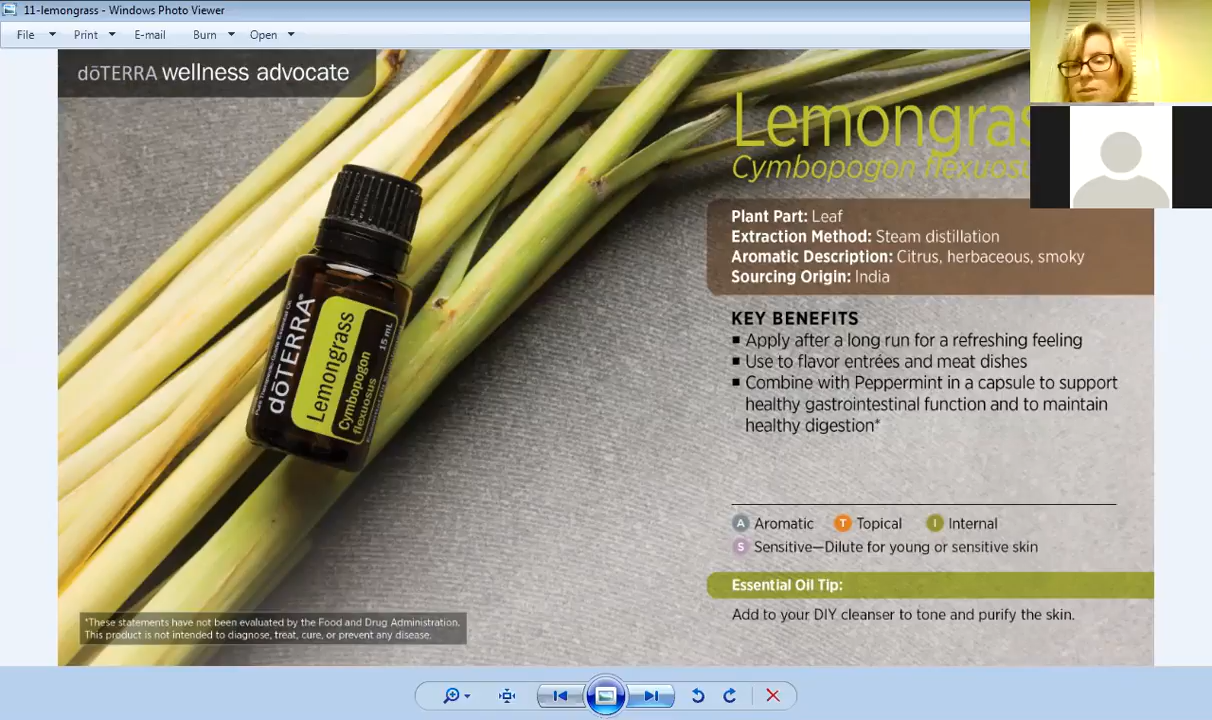 11-lemongrass - Windows Photo Viewer
File Print E-mail Burn Open
dōTERRA wellness advocate
Lemongras
Cymbopogon flexuosu
Plant Part: Leaf
Extraction Method: Steam distillation
Aromatic Description: Citrus, herbaceous, smoky
Sourcing Origin: India
KEY BENEFITS
▪ Apply after a long run for a refreshing feeling
▪ Use to flavor entrées and meat dishes
▪ Combine with Peppermint in a capsule to support
healthy gastrointestinal function and to maintain
healthy digestion*
A Aromatic T Topical I Internal
S Sensitive—Dilute for young or sensitive skin
Essential Oil Tip:
Add to your DIY cleanser to tone and purify the skin.
dōTERRA®
Lemongrass
Cymbopogon
flexuosus
15 mL
*These statements have not been evaluated by the Food and Drug Administration.
This product is not intended to diagnose, treat, cure, or prevent any disease.